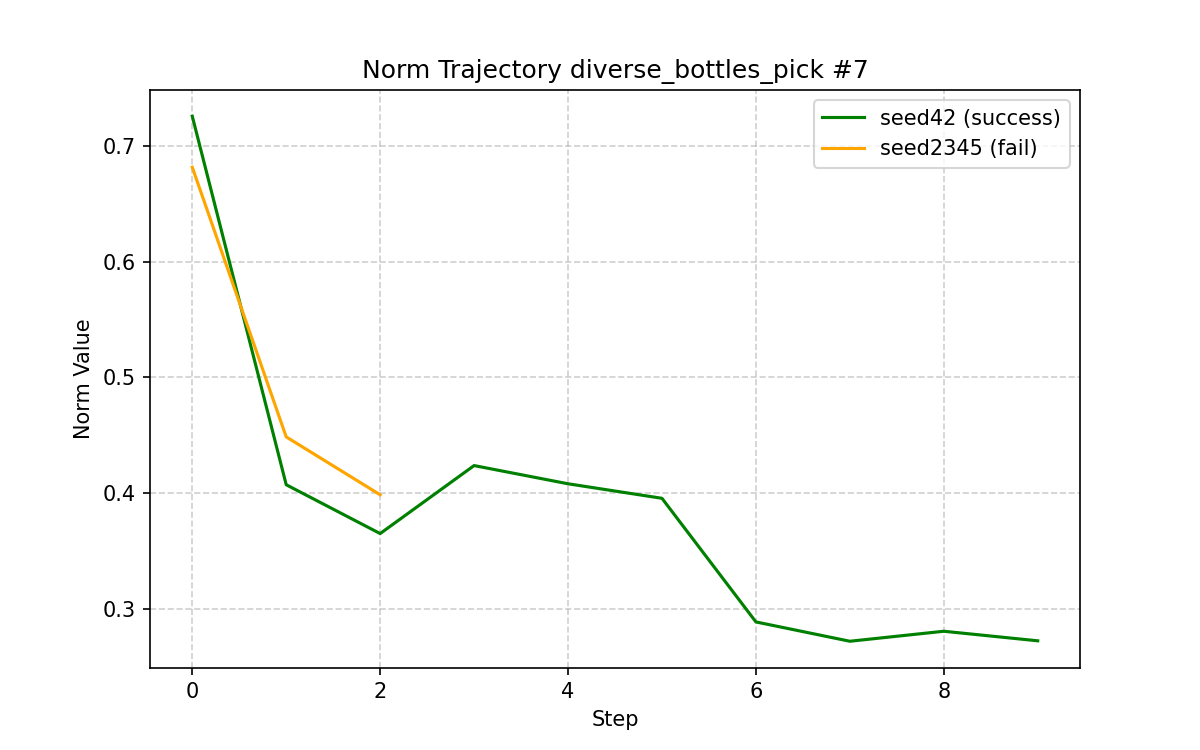 Norm Trajectory diverse_bottles_pick #7
seed42 (success)
seed2345 (fail)
Norm Value
0.7
0.6
0.5
0.4
0.3
0
2
4
6
8
Step